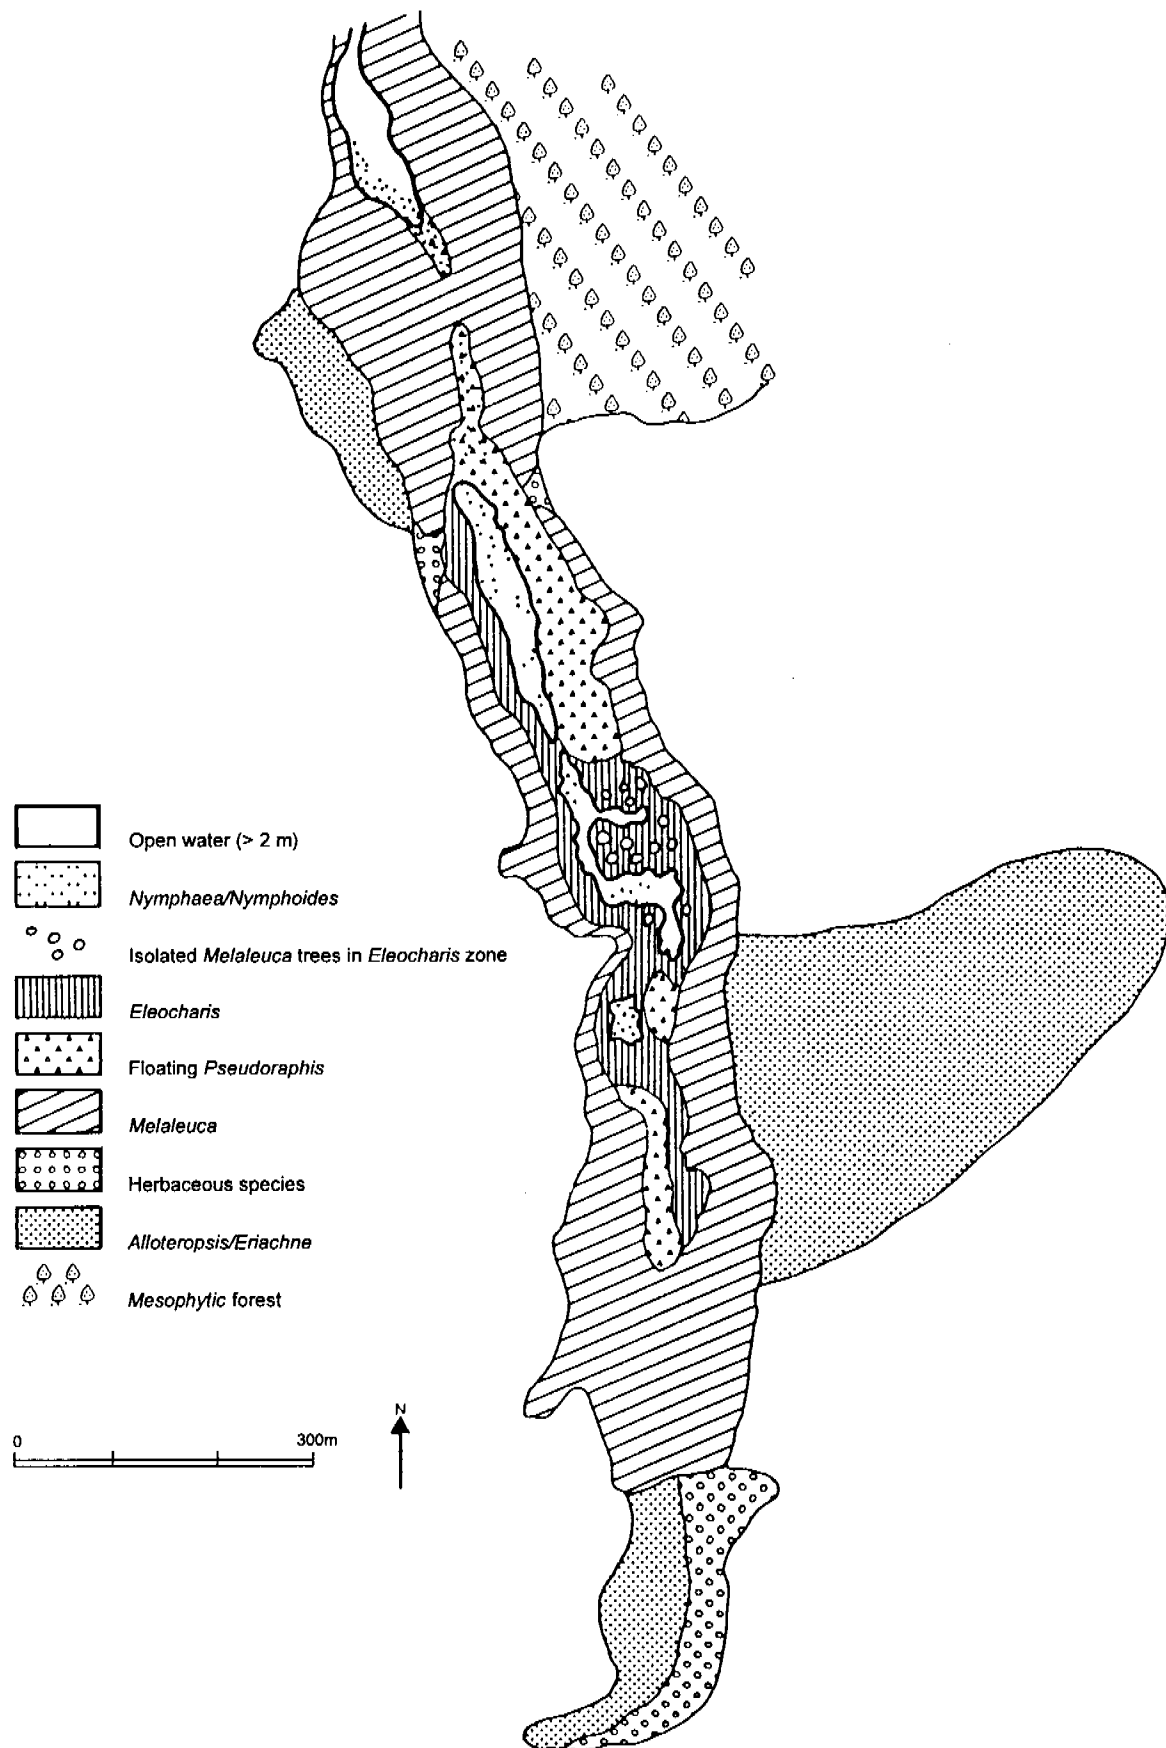 Open water (> 2 m)
Nymphaea/Nymphoides
Isolated Melaleuca trees in Eleocharis zone
Eleocharis
Floating Pseudoraphis
Melaleuca
Herbaceous species
Alloteropsis/Eriachne
Mesophytic forest
0 300m
N